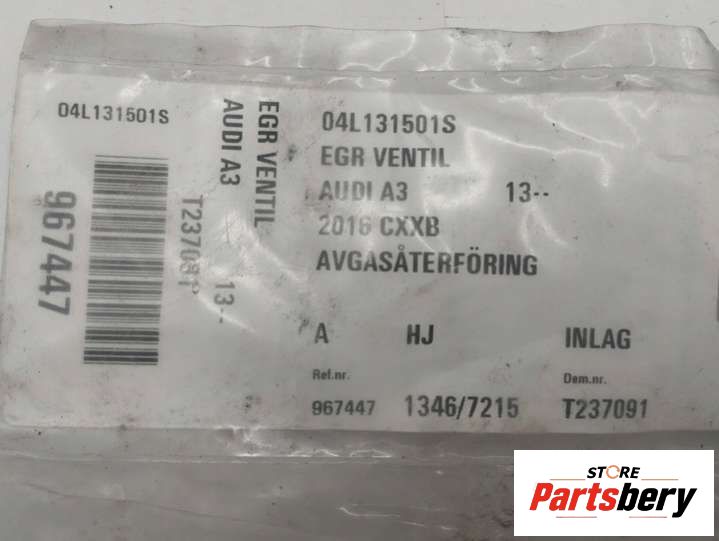 04L131501S
967447
T237091
EGR VENTIL
AUDI A3 13--
04L131501S
EGR VENTIL
AUDI A3 13--
2016 CXXB
AVGASÅTERFÖRING
A HJ INLAG
Ref.nr. Dem.nr.
967447 1346/7215 T237091
STORE
Partsbery